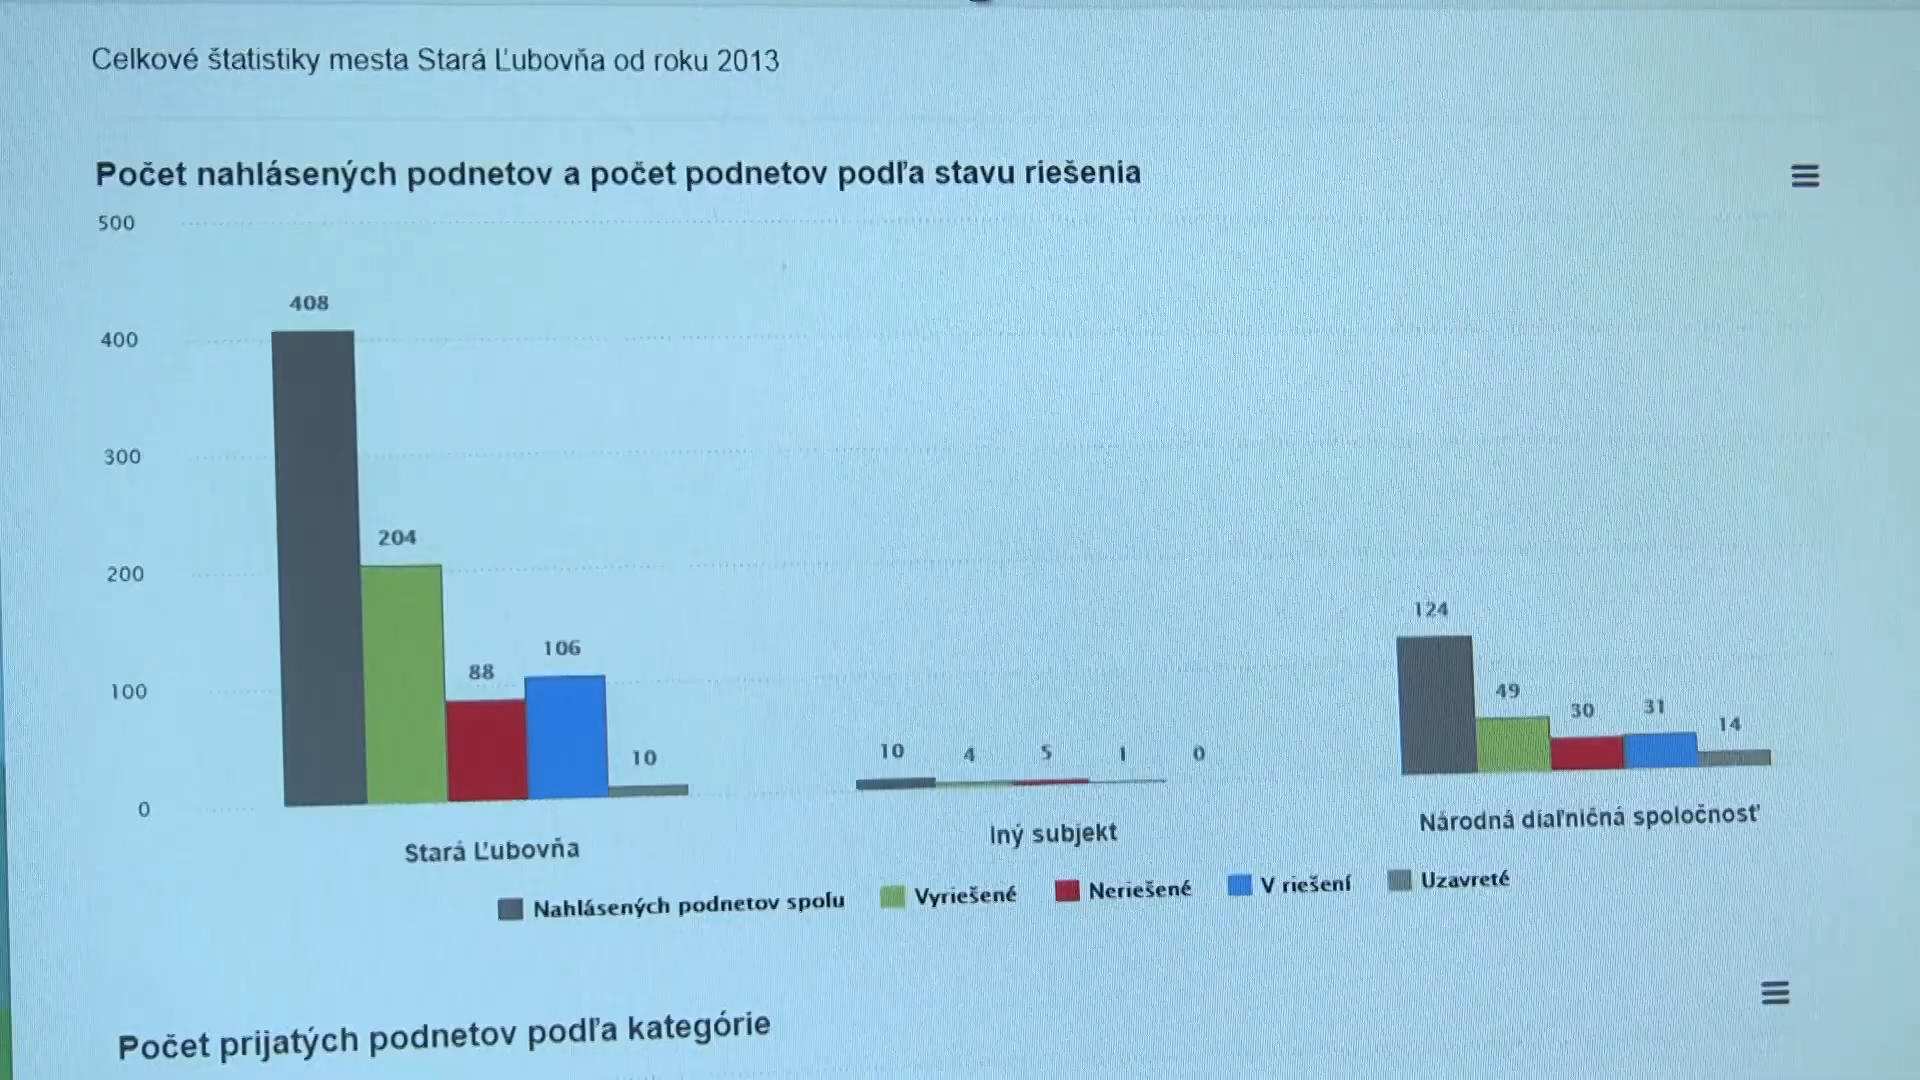 Celkové štatistiky mesta Stará Ľubovňa od roku 2013
Počet nahlásených podnetov a počet podnetov podľa stavu riešenia
500
400
300
200
100
0
408
204
88
106
10
10
4
5
1
0
124
49
30
31
14
Stará Ľubovňa
Iný subjekt
Národná diaľničná spoločnosť
Nahlásených podnetov spolu
Vyriešené
Neriešené
V riešení
Uzavreté
Počet prijatých podnetov podľa kategórie